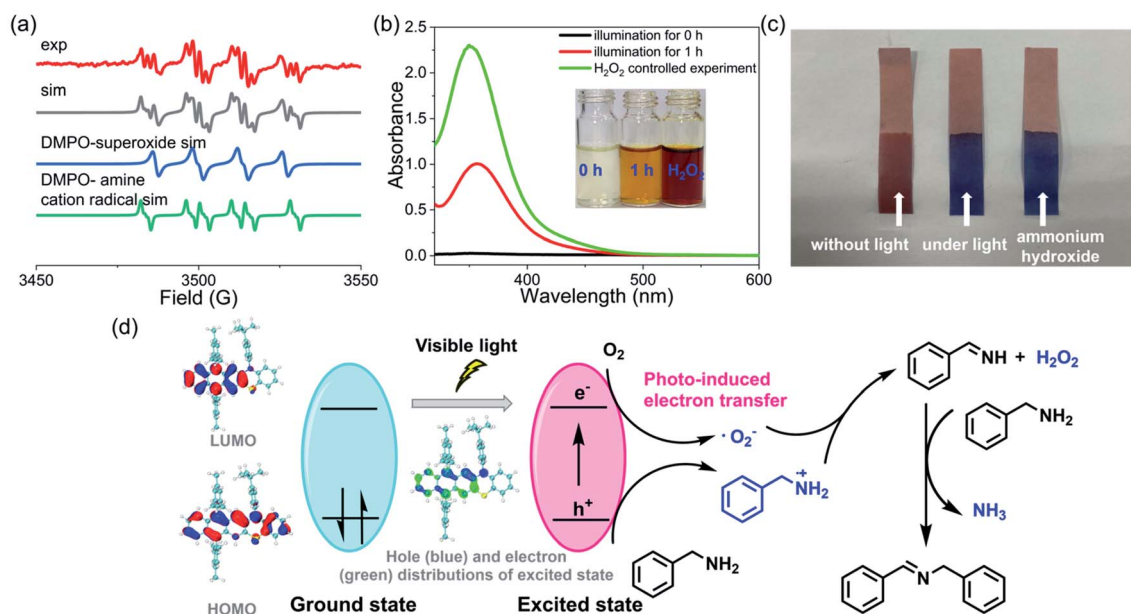 (a)
exp
sim
DMPO-superoxide sim
DMPO- amine
cation radical sim
3450
3500
3550
Field (G)
(b)
illumination for 0 h
illumination for 1 h
H₂O₂ controlled experiment
2.5
2.0
1.5
1.0
0.5
0.0
Absorbance
0 h
1 h
H₂O₂
400
500
600
Wavelength (nm)
(c)
without light
under light
ammonium
hydroxide
(d)
LUMO
HOMO
Ground state
Visible light
Hole (blue) and electron
(green) distributions of excited state
O₂
e⁻
h⁺
Excited state
Photo-induced
electron transfer
· O₂⁻
NH₂
NH₂
NH + H₂O₂
NH₂
NH₃
N